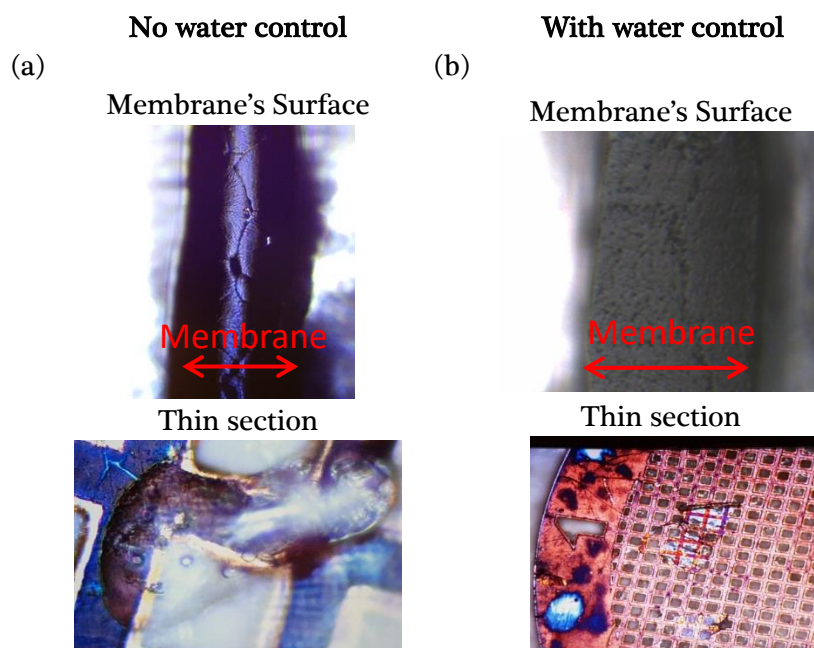 No water control
With water control
(a)
(b)
Membrane's Surface
Membrane's Surface
Membrane
Membrane
Thin section
Thin section